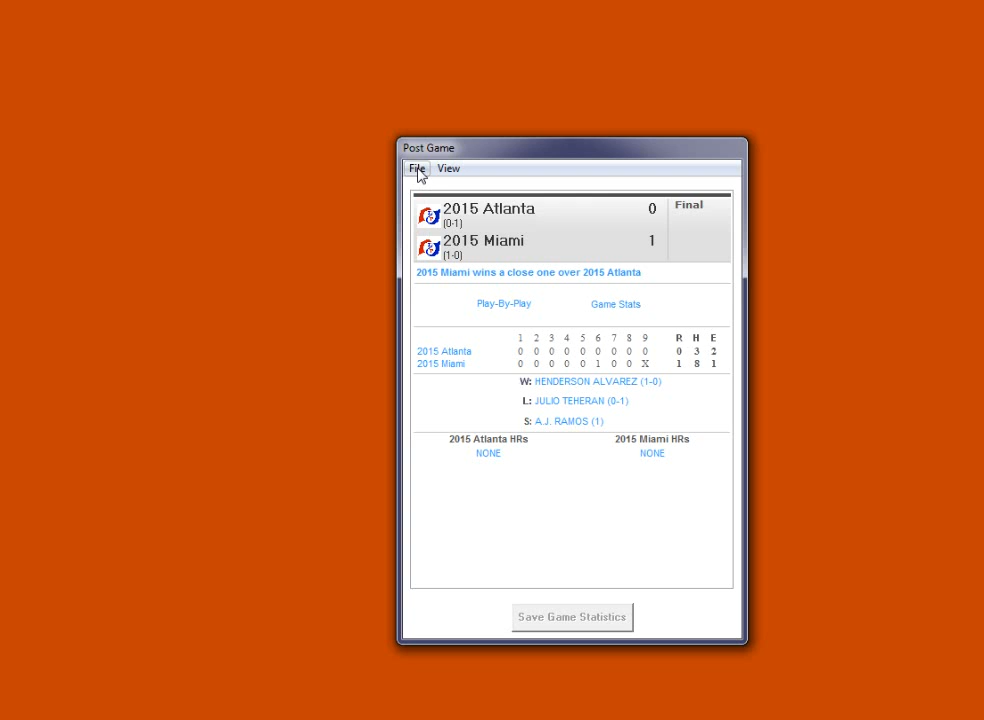 Post Game
File View
2015 Atlanta 0 Final
(0-1)
2015 Miami 1
(1-0)
2015 Miami wins a close one over 2015 Atlanta
Play-By-Play Game Stats
1 2 3 4 5 6 7 8 9 R H E
2015 Atlanta 0 0 0 0 0 0 0 0 0 0 3 2
2015 Miami 0 0 0 0 0 1 0 0 X 1 8 1
W: HENDERSON ALVAREZ (1-0)
L: JULIO TEHERAN (0-1)
S: A.J. RAMOS (1)
2015 Atlanta HRs 2015 Miami HRs
NONE NONE
Save Game Statistics